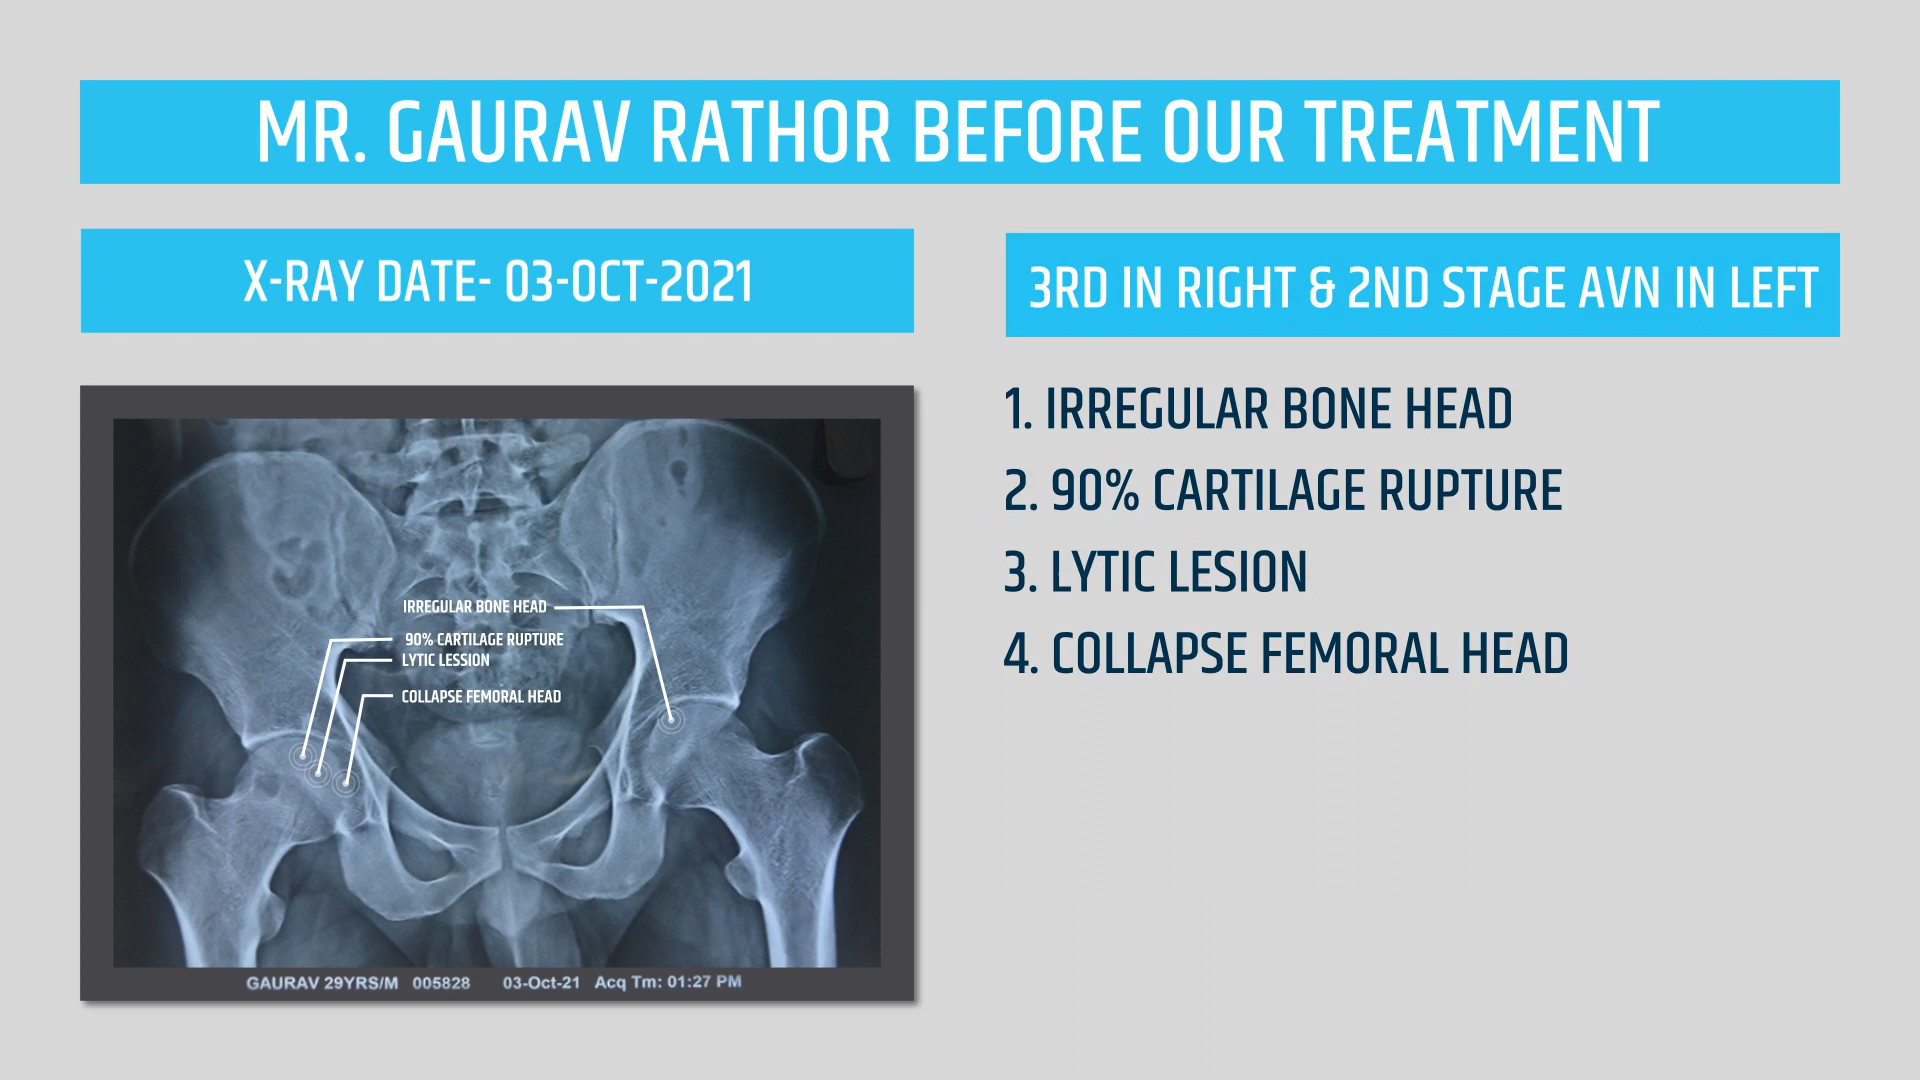 MR. GAURAV RATHOR BEFORE OUR TREATMENT
X-RAY DATE- 03-OCT-2021
3RD IN RIGHT & 2ND STAGE AVN IN LEFT
1. IRREGULAR BONE HEAD
2. 90% CARTILAGE RUPTURE
3. LYTIC LESION
4. COLLAPSE FEMORAL HEAD
IRREGULAR BONE HEAD
90% CARTILAGE RUPTURE
LYTIC LESSION
COLLAPSE FEMORAL HEAD
GAURAV 29YRS/M 005828 03-Oct-21 Acq Tm: 01:27 PM